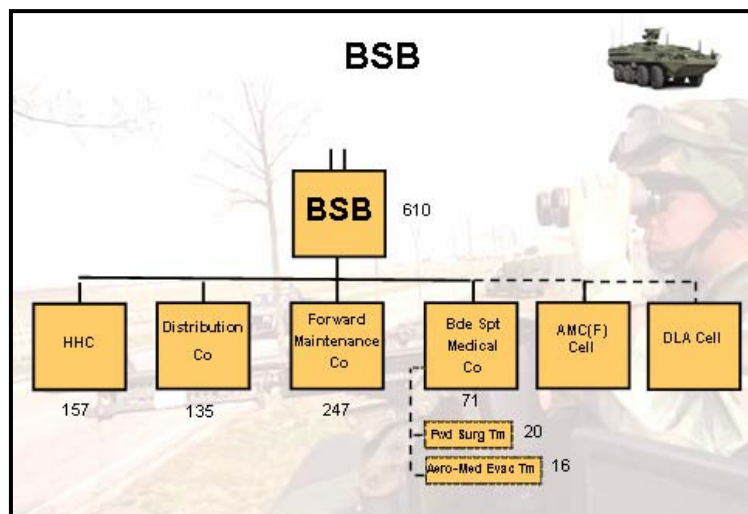 BSB
BSB
610
HHC
Distribution
Co
Forward
Maintenance
Co
Bde Spt
Medical
Co
AMC(F)
Cell
DLA Cell
157
135
247
71
Fwd Surg Tm
20
Aero-Med Evac Tm
16